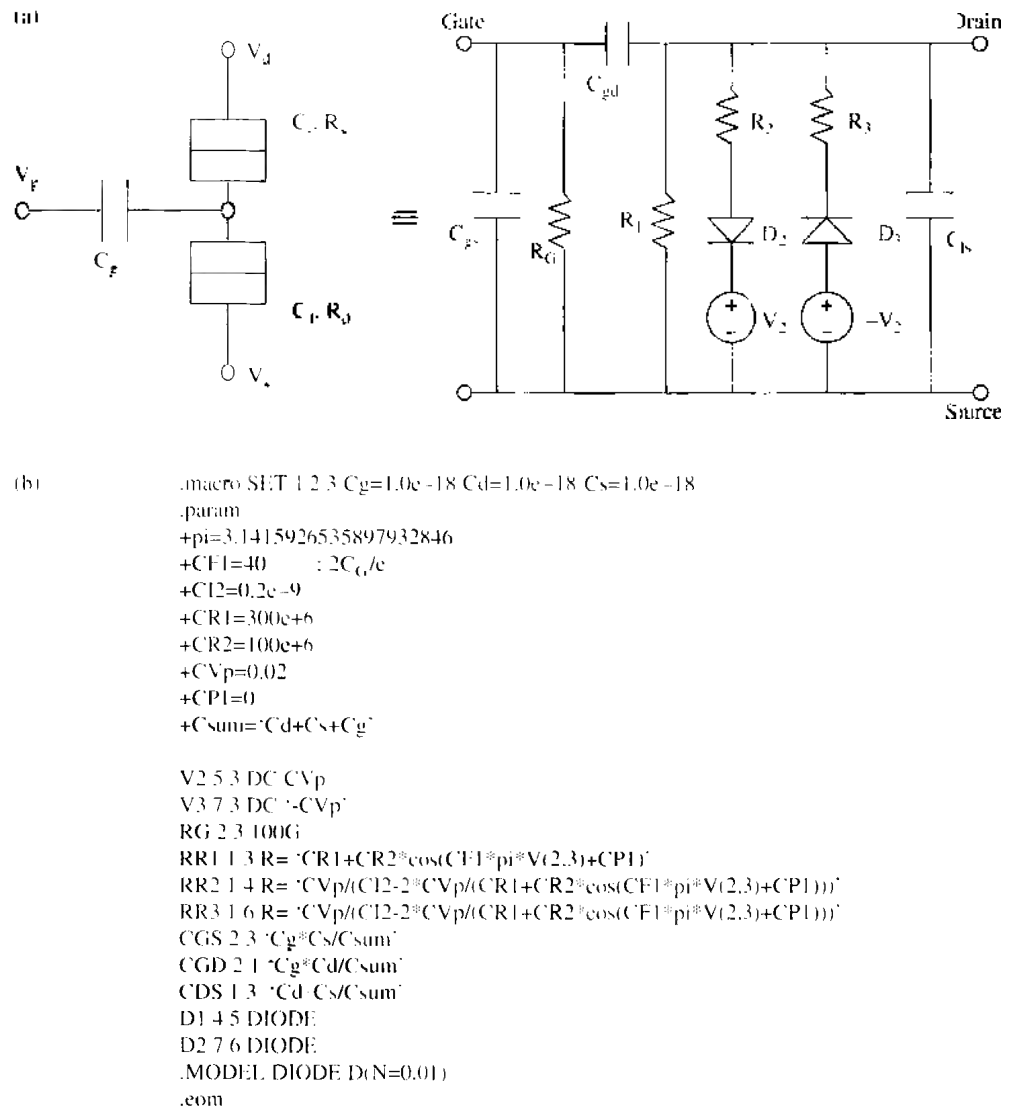 (a)
Gate
Drain
V_d
C_gd
C_s, R_s
R_2
R_3
V_g
C_g
≡
C_gs
R_G
R_1
D_2
D_3
C_ds
V_2
–V_2
C_d, R_d
V_s
Source
(b)
.macro SET 1 2 3 Cg=1.0e–18 Cd=1.0e–18 Cs=1.0e–18
.param
+pi=3.1415926535897932846
+CF1=40 : 2C_G/e
+CI2=0.2e–9
+CR1=300e+6
+CR2=100e+6
+CVp=0.02
+CP1=0
+Csum=‘Cd+Cs+Cg’
V2 5 3 DC CVp
V3 7 3 DC ‘-CVp’
RG 2 3 100G
RR1 1 3 R= ‘CR1+CR2*cos(CF1*pi*V(2,3)+CP1)’
RR2 1 4 R= ‘CVp/(CI2-2*CVp/(CR1+CR2*cos(CF1*pi*V(2,3)+CP1)))’
RR3 1 6 R= ‘CVp/(CI2-2*CVp/(CR1+CR2*cos(CF1*pi*V(2,3)+CP1)))’
CGS 2 3 ‘Cg*Cs/Csum’
CGD 2 1 ‘Cg*Cd/Csum’
CDS 1 3 ‘Cd Cs/Csum’
D1 4 5 DIODE
D2 7 6 DIODE
.MODEL DIODE D(N=0.01)
.eom